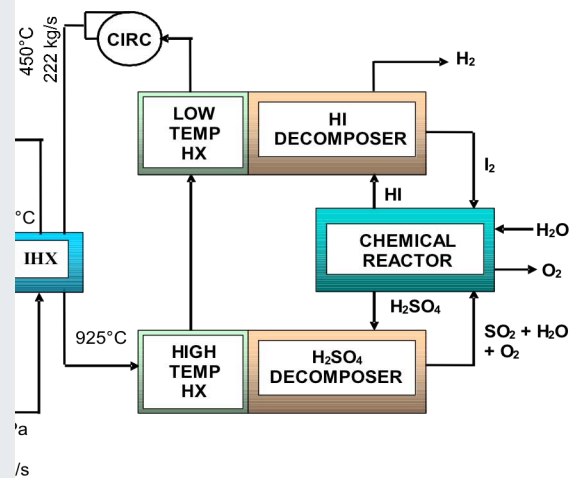 450°C
222 kg/s
CIRC
H₂
LOW
TEMP
HX
HI
DECOMPOSER
I₂
HI
°C
IHX
CHEMICAL
REACTOR
H₂O
O₂
H₂SO₄
925°C
HIGH
TEMP
HX
H₂SO₄
DECOMPOSER
SO₂ + H₂O
+ O₂
Pa
/s